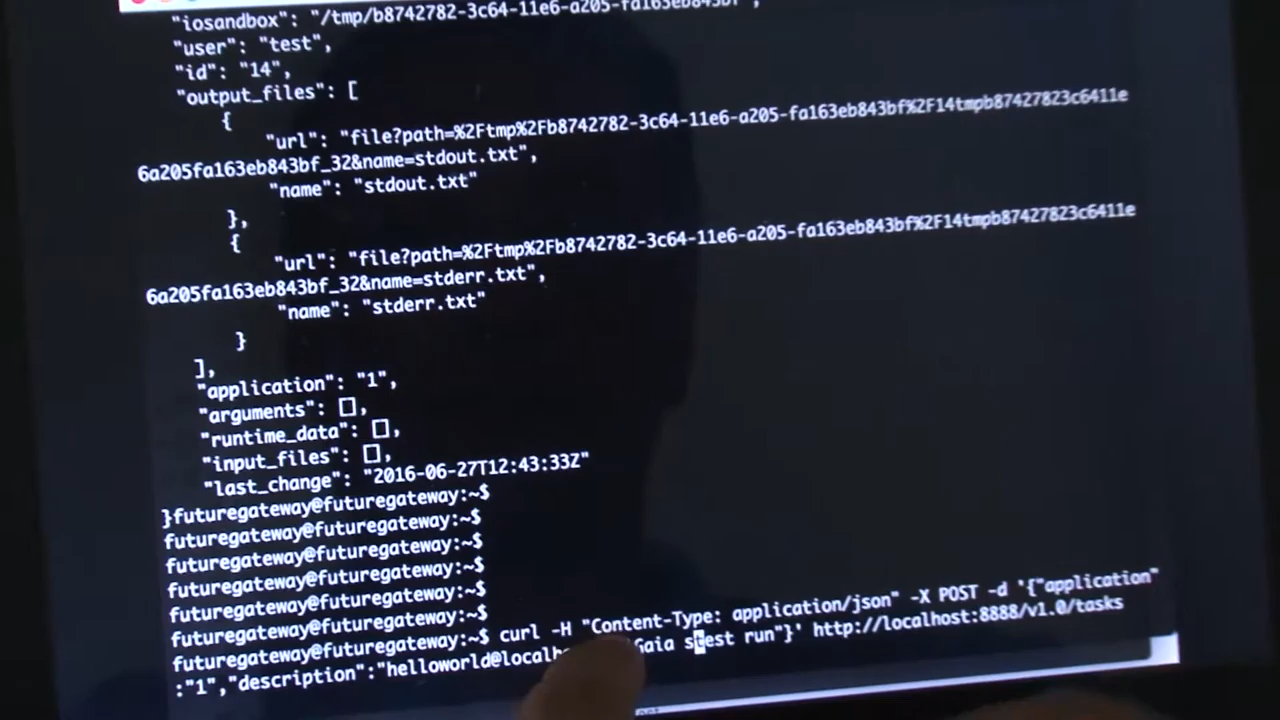 "iosandbox": "/tmp/b8742782-3c64-11e6-a205-fa163eb843bf",
"user": "test",
"id": "14",
"output_files": [
{
"url": "file?path=%2Ftmp%2Fb8742782-3c64-11e6-a205-fa163eb843bf%2F14tmpb87427823c6411e
6a205fa163eb843bf_32&name=stdout.txt",
"name": "stdout.txt"
},
{
"url": "file?path=%2Ftmp%2Fb8742782-3c64-11e6-a205-fa163eb843bf%2F14tmpb87427823c6411e
6a205fa163eb843bf_32&name=stderr.txt",
"name": "stderr.txt"
}
],
"application": "1",
"arguments": [],
"runtime_data": [],
"input_files": [],
"last_change": "2016-06-27T12:43:33Z"
}futuregateway@futuregateway:~$
futuregateway@futuregateway:~$
futuregateway@futuregateway:~$
futuregateway@futuregateway:~$
futuregateway@futuregateway:~$
futuregateway@futuregateway:~$
futuregateway@futuregateway:~$ curl -H "Content-Type: application/json" -X POST -d '{"application"
:"1","description":"helloworld@localh Gaia stest run"}' http://localhost:8888/v1.0/tasks